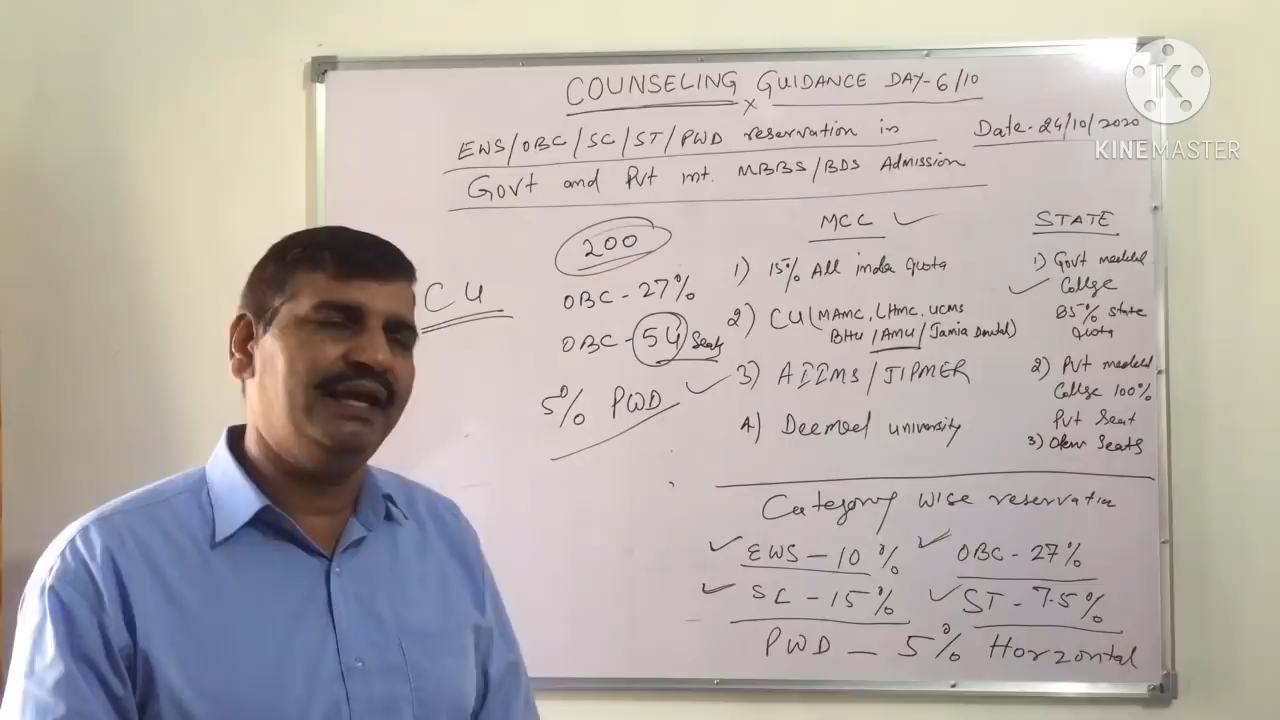 COUNSELING GUIDANCE DAY-6/10
x
EWS/OBC/SC/ST/PWD reservation in
Date-24/10/2020
Govt and Pvt int. MBBS/BDS Admission
K
KINEMASTER
CU
200
OBC-27%
OBC-54 Seats
5% PWD
MCC
1) 15% All India Quota
2) CU (MAMC, LHMC, UCMS
BHU/AMU/Jamia Dental)
3) AIIMS/JIPMER
4) Deemed university
STATE
1) Govt medical
College
85% state
Quota
2) Pvt medical
College 100%
Pvt Seat
3) Seats
Category wise reservation
EWS-10%
OBC-27%
SC-15%
ST-7.5%
PWD-5% Horizontal